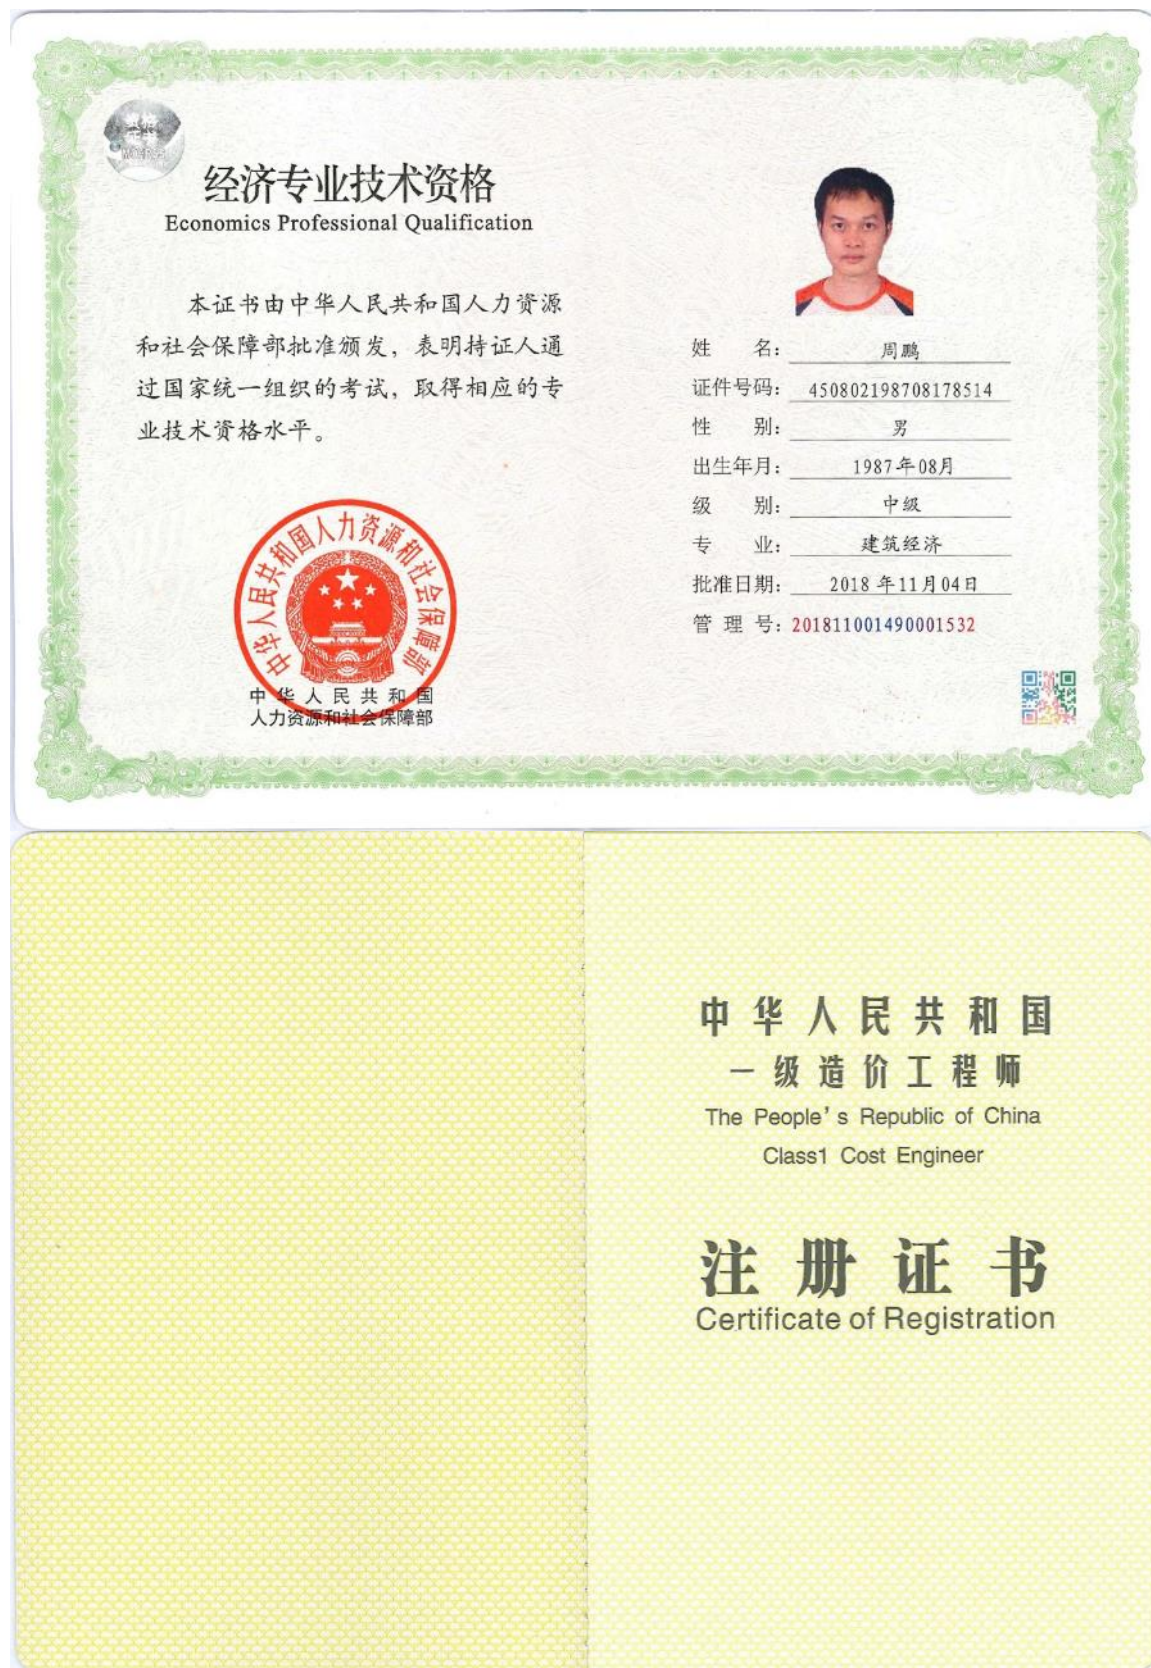 资格
证书
经济专业技术资格
Economics Professional Qualification
本证书由中华人民共和国人力资源
和社会保障部批准颁发，表明持证人通
过国家统一组织的考试，取得相应的专
业技术资格水平。
中华人民共和国人力资源和社会保障部
中华人民共和国
人力资源和社会保障部
姓 名：周鹏
证件号码：450802198708178514
性 别：男
出生年月：1987年08月
级 别：中级
专 业：建筑经济
批准日期：2018年11月04日
管 理 号：201811001490001532
中华人民共和国
一级造价工程师
The People's Republic of China
Class1 Cost Engineer
注册证书
Certificate of Registration